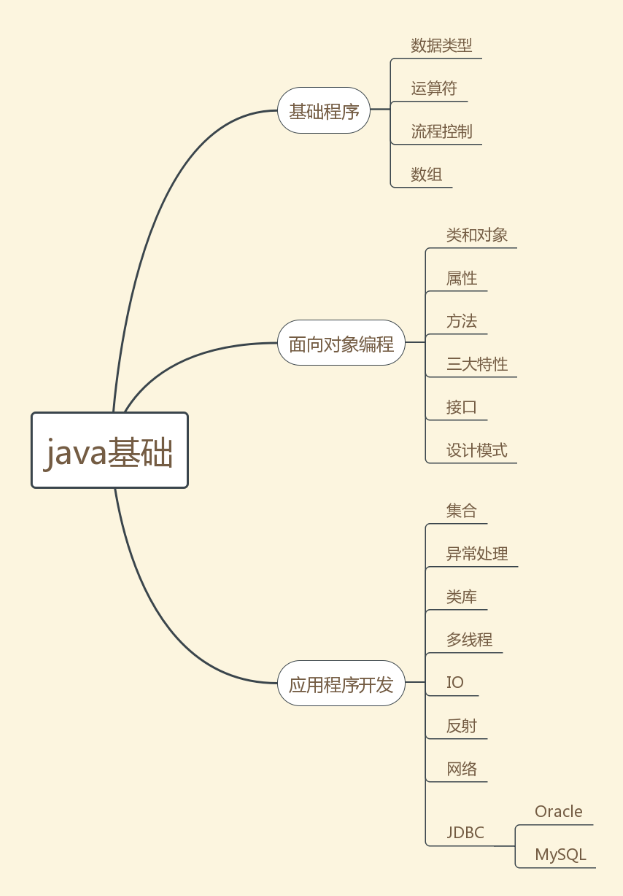 java基础
基础程序
数据类型
运算符
流程控制
数组
面向对象编程
类和对象
属性
方法
三大特性
接口
设计模式
应用程序开发
集合
异常处理
类库
多线程
IO
反射
网络
JDBC
Oracle
MySQL